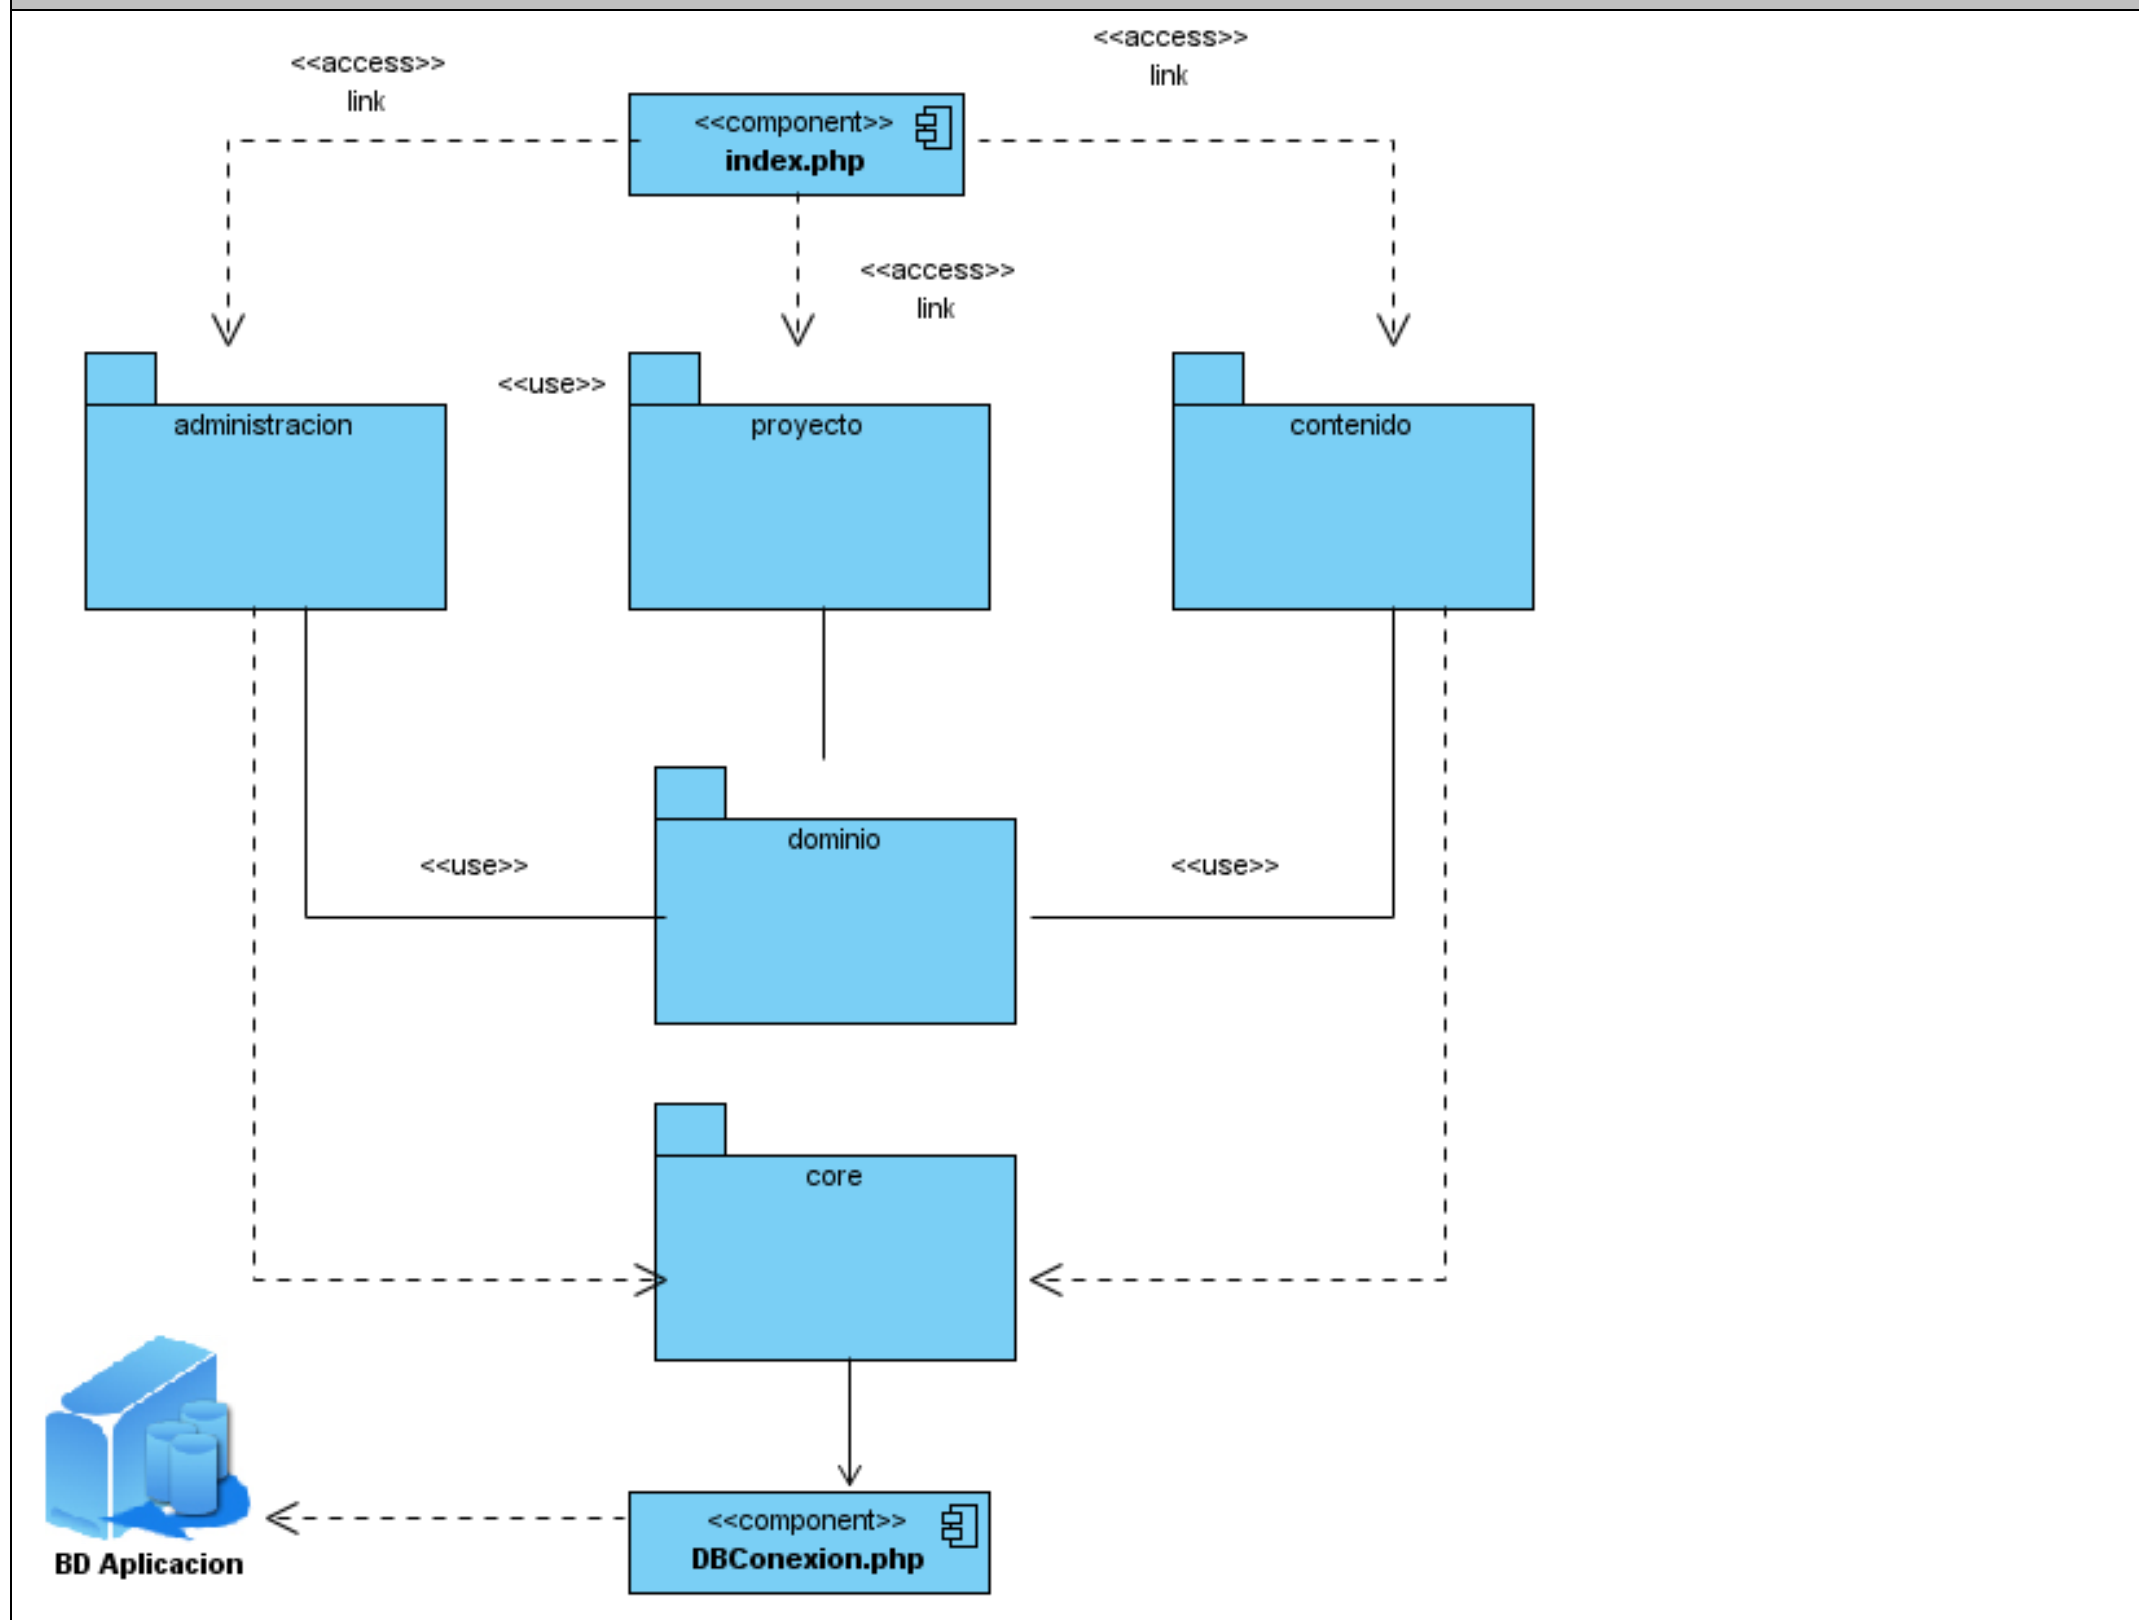 <<access>>
link
<<access>>
link
<<component>>
index.php
<<access>>
link
<<use>>
administracion
proyecto
contenido
dominio
<<use>>
<<use>>
core
<<component>>
DBConexion.php
BD Aplicacion